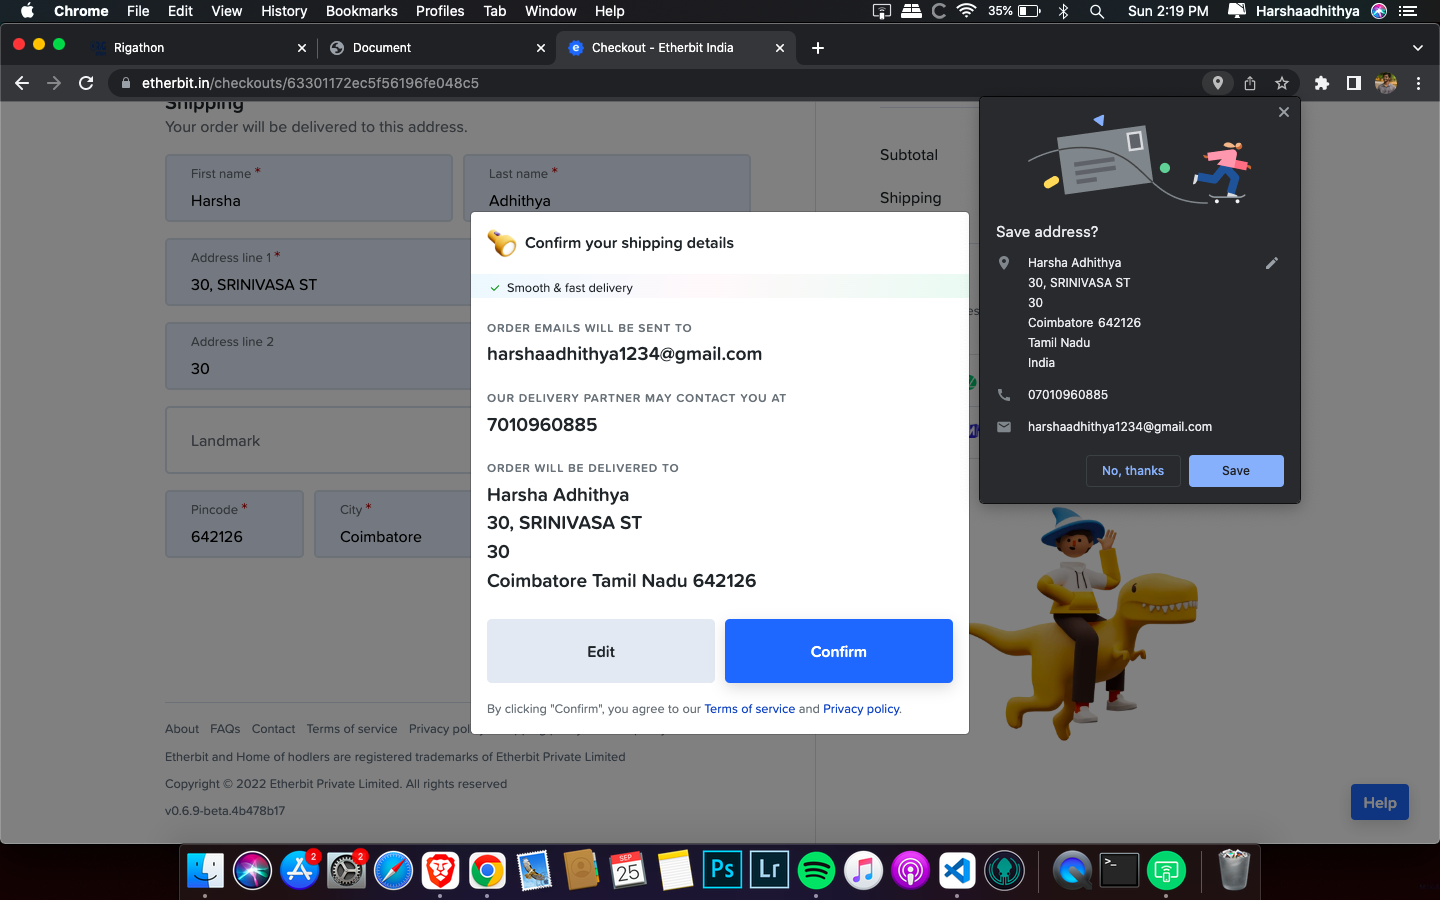 Chrome File Edit View History Bookmarks Profiles Tab Window Help 35% Sun 2:19 PM Harshaadhithya
Rigathon Document Checkout - Etherbit India
etherbit.in/checkouts/63301172ec5f56196fe048c5
Shipping
Your order will be delivered to this address.
First name *
Harsha
Last name *
Adhithya
Address line 1 *
30, SRINIVASA ST
Address line 2
30
Landmark
Pincode *
642126
City *
Coimbatore
Subtotal
Shipping
Confirm your shipping details
Smooth & fast delivery
ORDER EMAILS WILL BE SENT TO
harshaadhithya1234@gmail.com
OUR DELIVERY PARTNER MAY CONTACT YOU AT
7010960885
ORDER WILL BE DELIVERED TO
Harsha Adhithya
30, SRINIVASA ST
30
Coimbatore Tamil Nadu 642126
Edit Confirm
By clicking "Confirm", you agree to our Terms of service and Privacy policy.
Save address?
Harsha Adhithya
30, SRINIVASA ST
30
Coimbatore 642126
Tamil Nadu
India
07010960885
harshaadhithya1234@gmail.com
No, thanks Save
About FAQs Contact Terms of service Privacy
Etherbit and Home of hodlers are registered trademarks of Etherbit Private Limited
Copyright © 2022 Etherbit Private Limited. All rights reserved
v0.6.9-beta.4b478b17
Help
2 2 SEP 25 Ps Lr